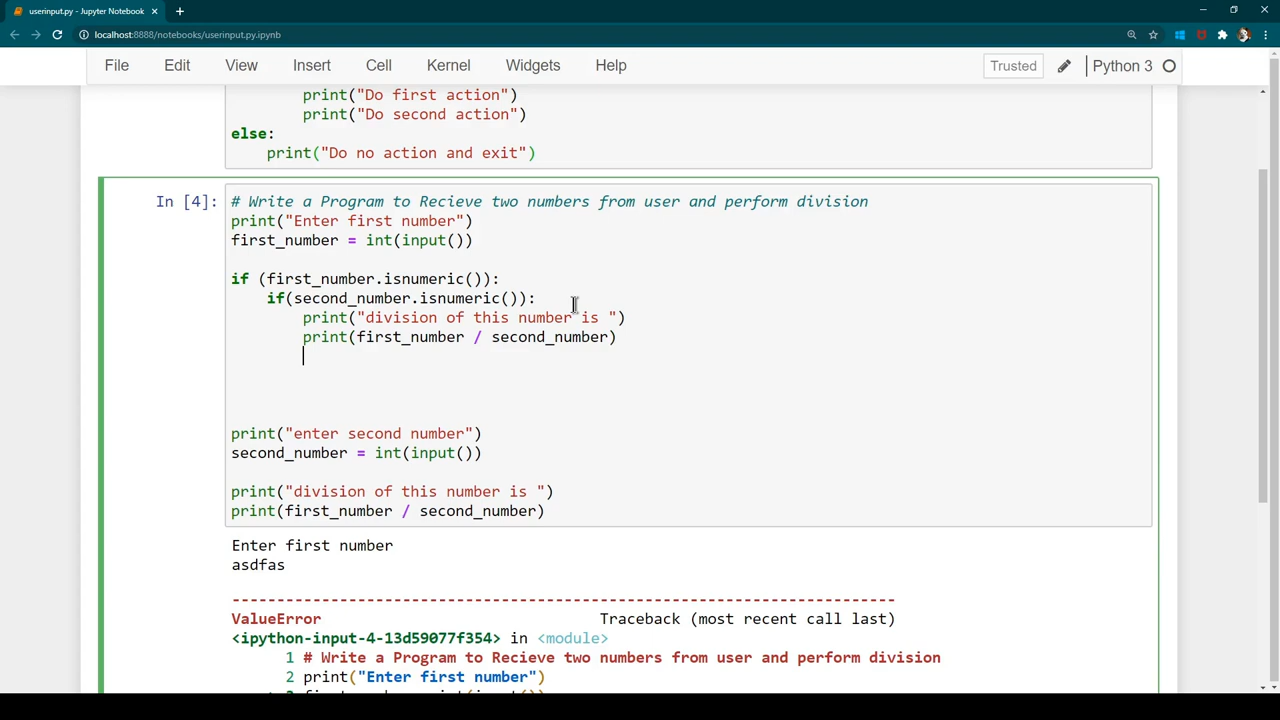 userinput.py - Jupyter Notebook
localhost:8888/notebooks/userinput.py.ipynb
File Edit View Insert Cell Kernel Widgets Help Trusted Python 3
print("Do first action")
print("Do second action")
else:
print("Do no action and exit")
In [4]:
# Write a Program to Recieve two numbers from user and perform division
print("Enter first number")
first_number = int(input())
if (first_number.isnumeric()):
if(second_number.isnumeric()):
print("division of this number is ")
print(first_number / second_number)
print("enter second number")
second_number = int(input())
print("division of this number is ")
print(first_number / second_number)
Enter first number
asdfas
---------------------------------------------------------------------------
ValueError Traceback (most recent call last)
<ipython-input-4-13d59077f354> in <module>
1 # Write a Program to Recieve two numbers from user and perform division
2 print("Enter first number")